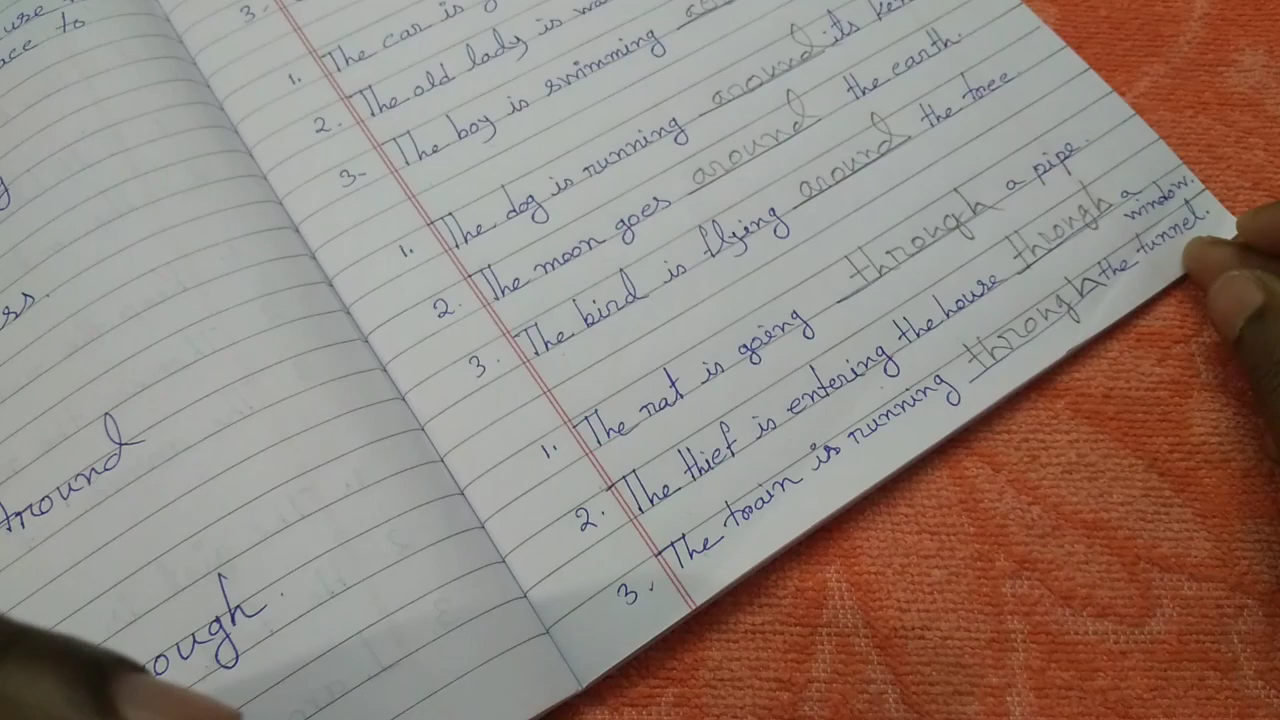 ace to
rs.
ough.
3.
1. The car is
2. The old lady is
3. The boy is swimming
1. The dog is running around its
2. The moon goes around the earth.
3. The bird is flying around the tree.
1. The rat is going through a pipe.
2. The thief is entering the house through a window.
3. The train is running through the tunnel.